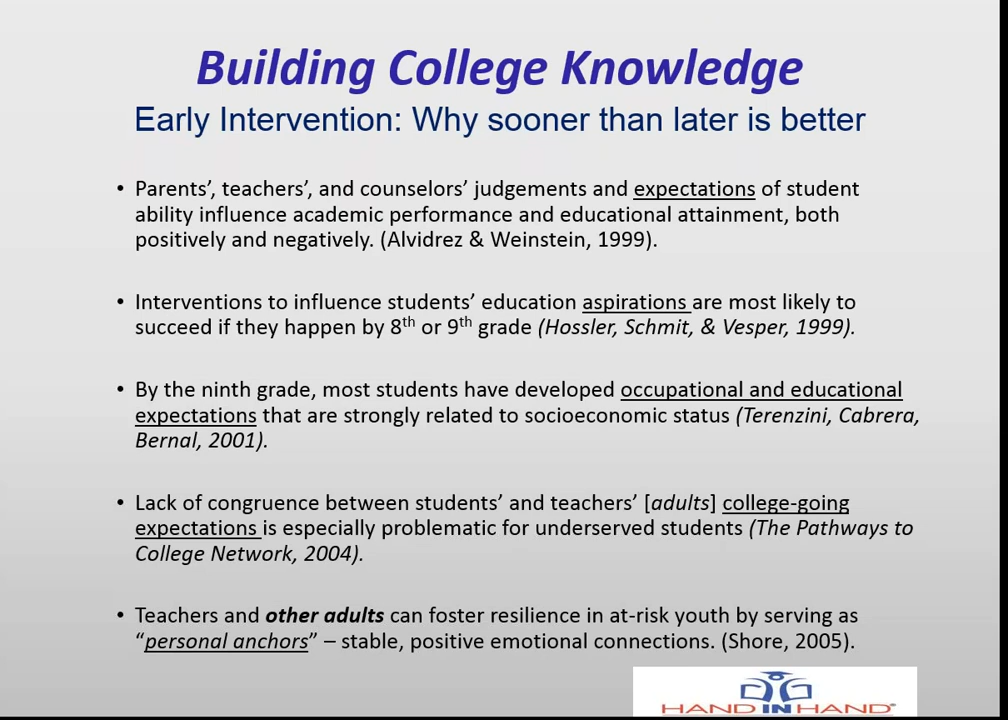 Building College Knowledge
Early Intervention: Why sooner than later is better
• Parents’, teachers’, and counselors’ judgements and expectations of student
ability influence academic performance and educational attainment, both
positively and negatively. (Alvidrez & Weinstein, 1999).
• Interventions to influence students’ education aspirations are most likely to
succeed if they happen by 8th or 9th grade (Hossler, Schmit, & Vesper, 1999).
• By the ninth grade, most students have developed occupational and educational
expectations that are strongly related to socioeconomic status (Terenzini, Cabrera,
Bernal, 2001).
• Lack of congruence between students’ and teachers’ [adults] college-going
expectations is especially problematic for underserved students (The Pathways to
College Network, 2004).
• Teachers and other adults can foster resilience in at-risk youth by serving as
“personal anchors” – stable, positive emotional connections. (Shore, 2005).
HAND IN HAND